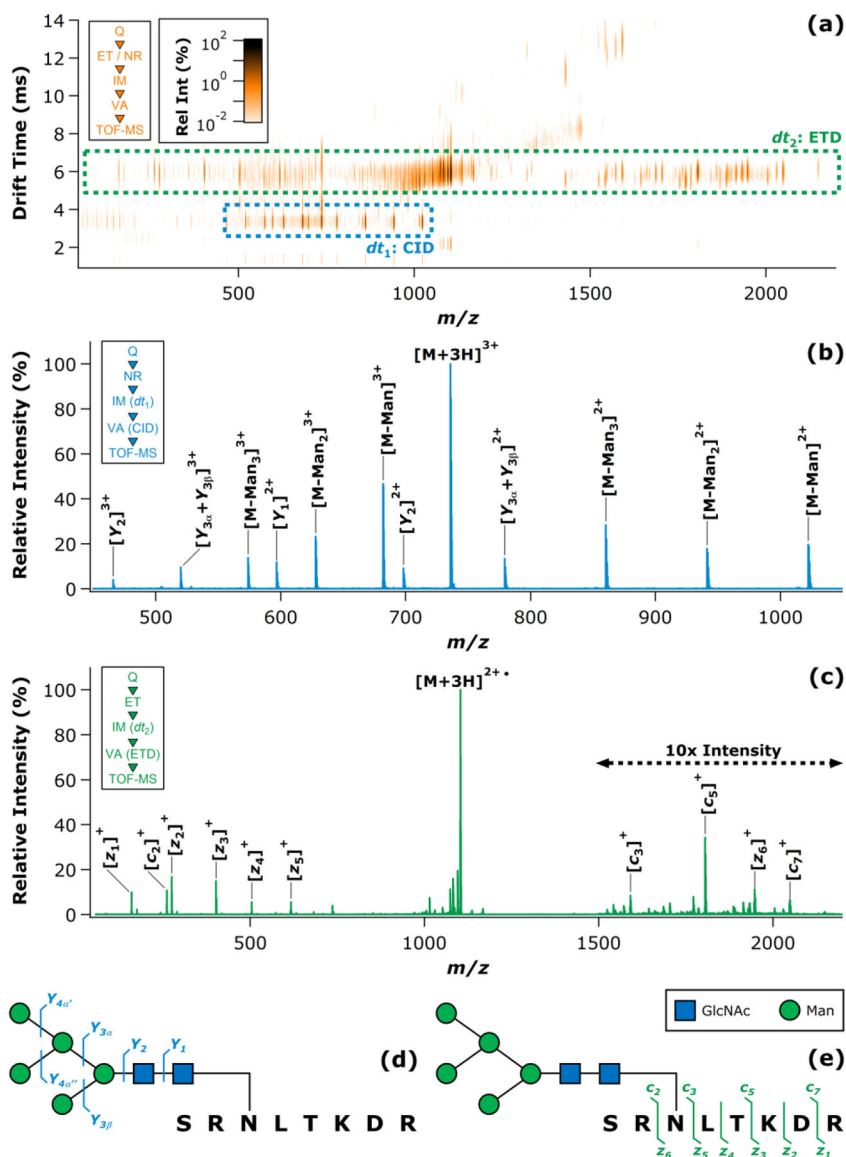 (a)
Q
ET / NR
IM
VA
TOF-MS
Rel Int (%)
10^2
10^0
10^-2
14
12
10
8
6
4
2
Drift Time (ms)
dt₂: ETD
dt₁: CID
500
1000
1500
2000
m/z
(b)
Q
NR
IM (dt₁)
VA (CID)
TOF-MS
Relative Intensity (%)
100
80
60
40
20
0
[Y₂]³⁺
[Y₃α+Y₃β]³⁺
[M-Man₃]³⁺
[Y₁]²⁺
[M-Man₂]³⁺
[M-Man]³⁺
[Y₂]²⁺
[M+3H]³⁺
[Y₃α+Y₃β]²⁺
[M-Man₃]²⁺
[M-Man₂]²⁺
[M-Man]²⁺
500
600
700
800
900
1000
m/z
(c)
Q
ET
IM (dt₂)
VA (ETD)
TOF-MS
Relative Intensity (%)
100
80
60
40
20
0
[M+3H]²⁺•
10x Intensity
[z₁]⁺
[c₂]⁺
[z₂]⁺
[z₃]⁺
[z₄]⁺
[z₅]⁺
[c₃]⁺
[c₅]⁺
[z₆]⁺
[c₇]⁺
500
1000
1500
2000
m/z
Y₄α'
Y₃α
Y₂
Y₁
Y₄α''
Y₃β
(d)
S R N L T K D R
GlcNAc
Man
(e)
c₂ c₃ c₅ c₇
S R N L T K D R
z₆ z₅ z₄ z₃ z₂ z₁